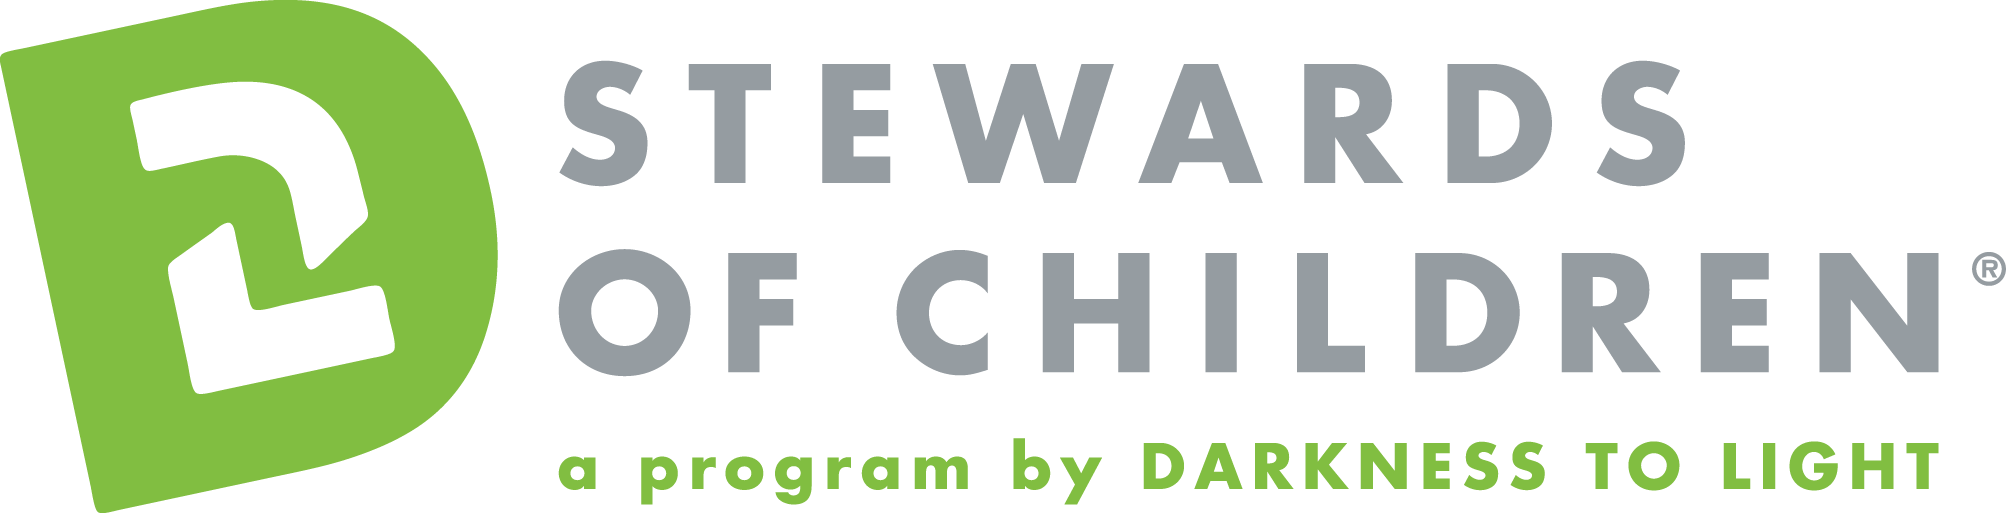 STEWARDS
OF CHILDREN®
a program by DARKNESS TO LIGHT